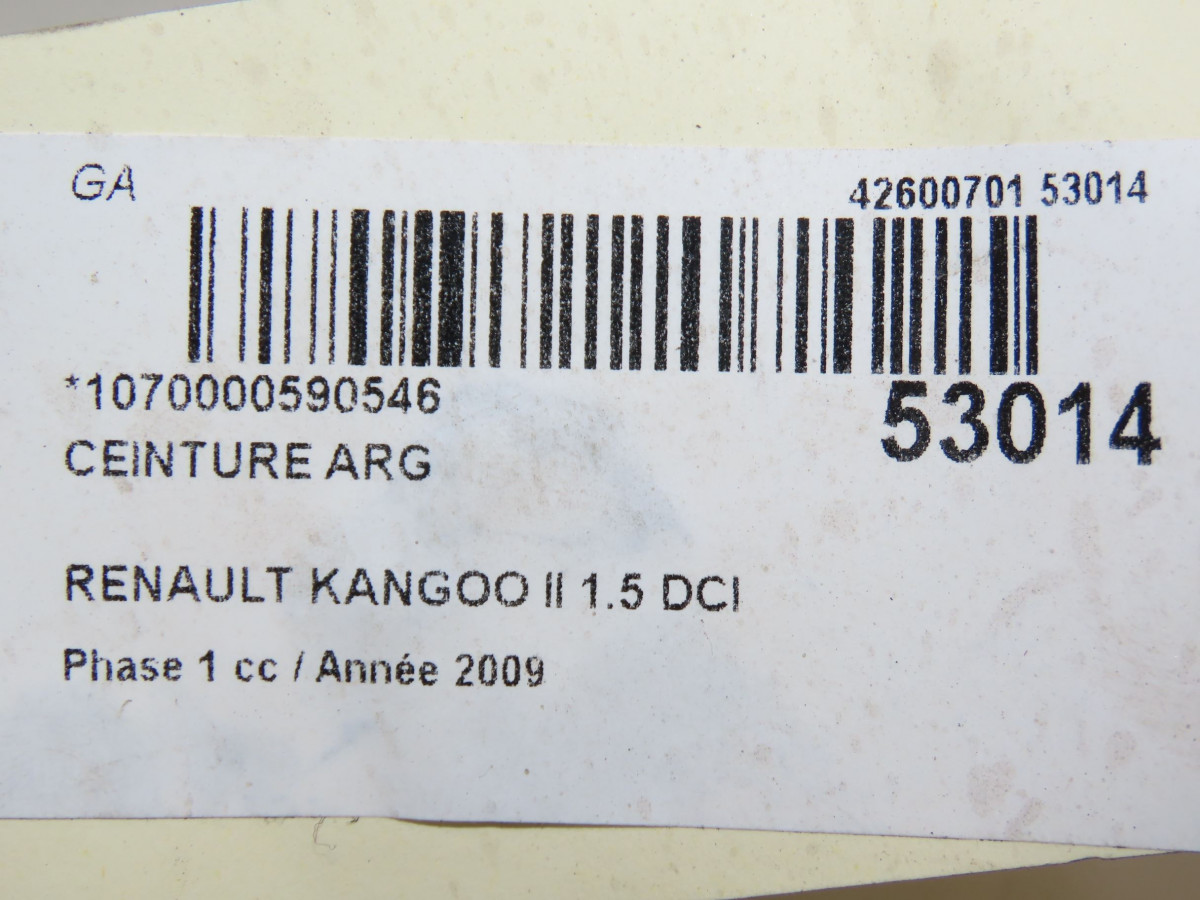 GA
42600701 53014
*1070000590546
53014
CEINTURE ARG
RENAULT KANGOO II 1.5 DCI
Phase 1 cc / Année 2009